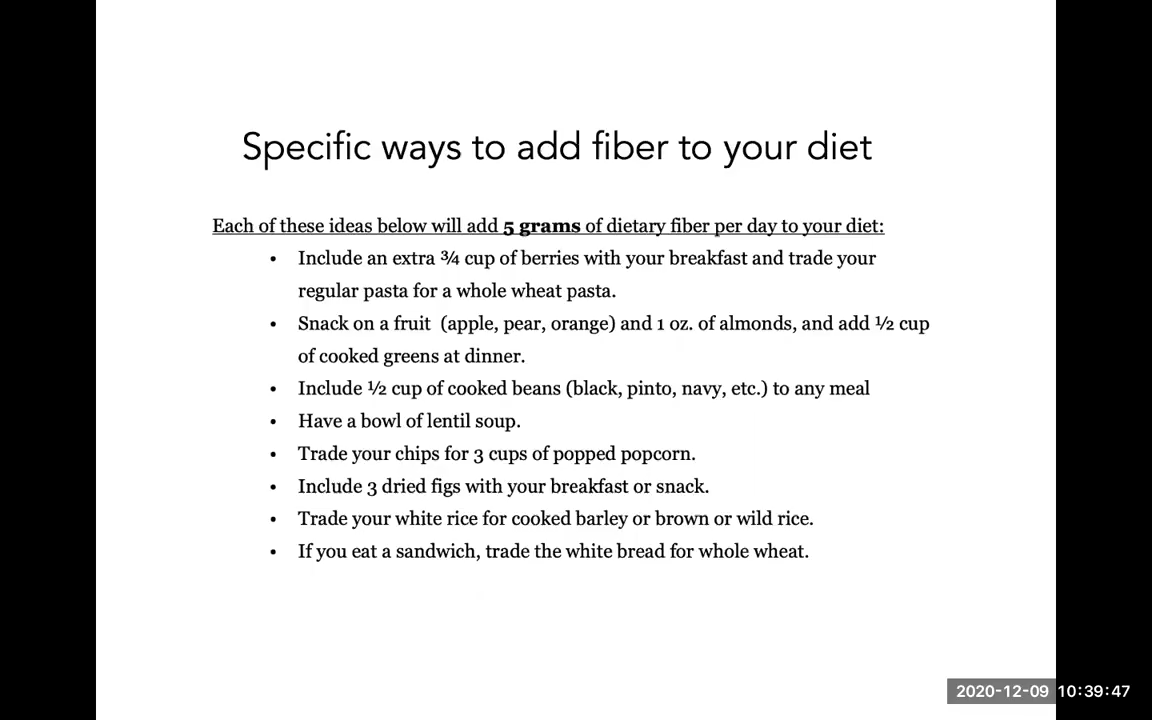 Specific ways to add fiber to your diet
Each of these ideas below will add 5 grams of dietary fiber per day to your diet:
• Include an extra ¾ cup of berries with your breakfast and trade your
regular pasta for a whole wheat pasta.
• Snack on a fruit (apple, pear, orange) and 1 oz. of almonds, and add ½ cup
of cooked greens at dinner.
• Include ½ cup of cooked beans (black, pinto, navy, etc.) to any meal
• Have a bowl of lentil soup.
• Trade your chips for 3 cups of popped popcorn.
• Include 3 dried figs with your breakfast or snack.
• Trade your white rice for cooked barley or brown or wild rice.
• If you eat a sandwich, trade the white bread for whole wheat.
2020-12-09 10:39:47